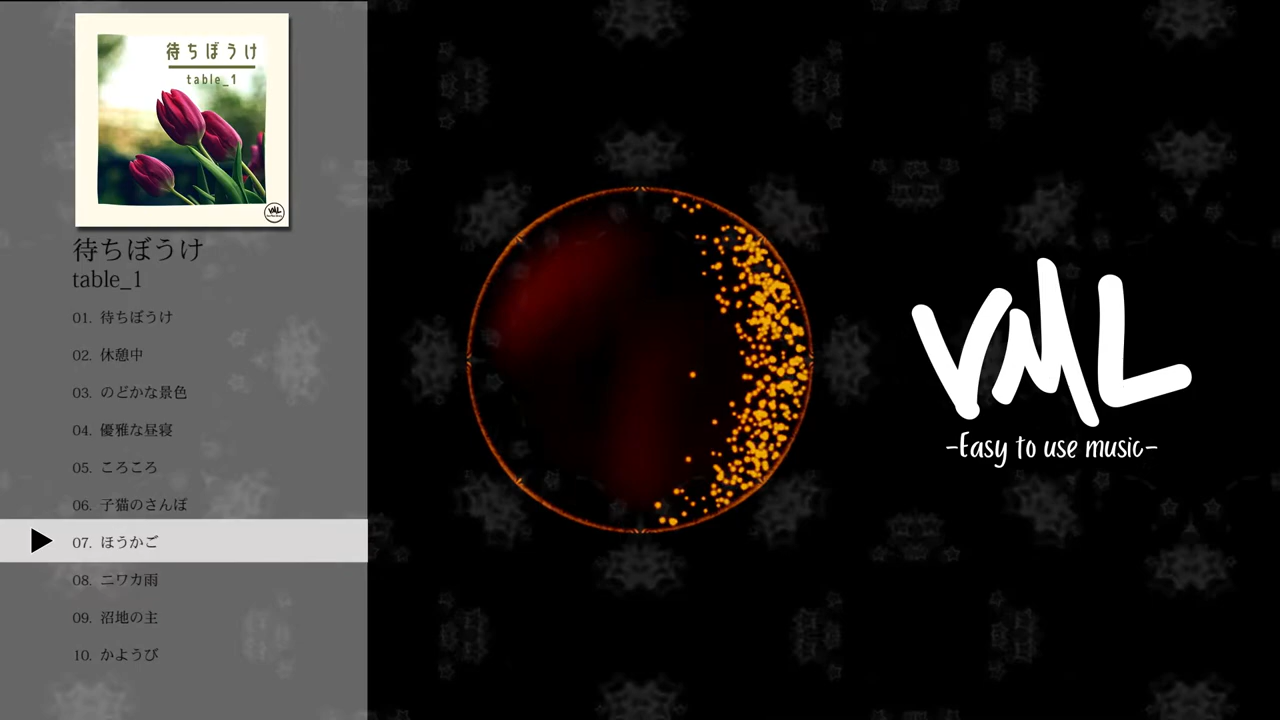 待ちぼうけ
table_1
VML
待ちぼうけ
table_1
01. 待ちぼうけ
02. 休憩中
03. のどかな景色
04. 優雅な昼寝
05. ころころ
06. 子猫のさんぽ
07. ほうかご
08. ニワカ雨
09. 沼地の主
10. かようび
VML
-Easy to use music-